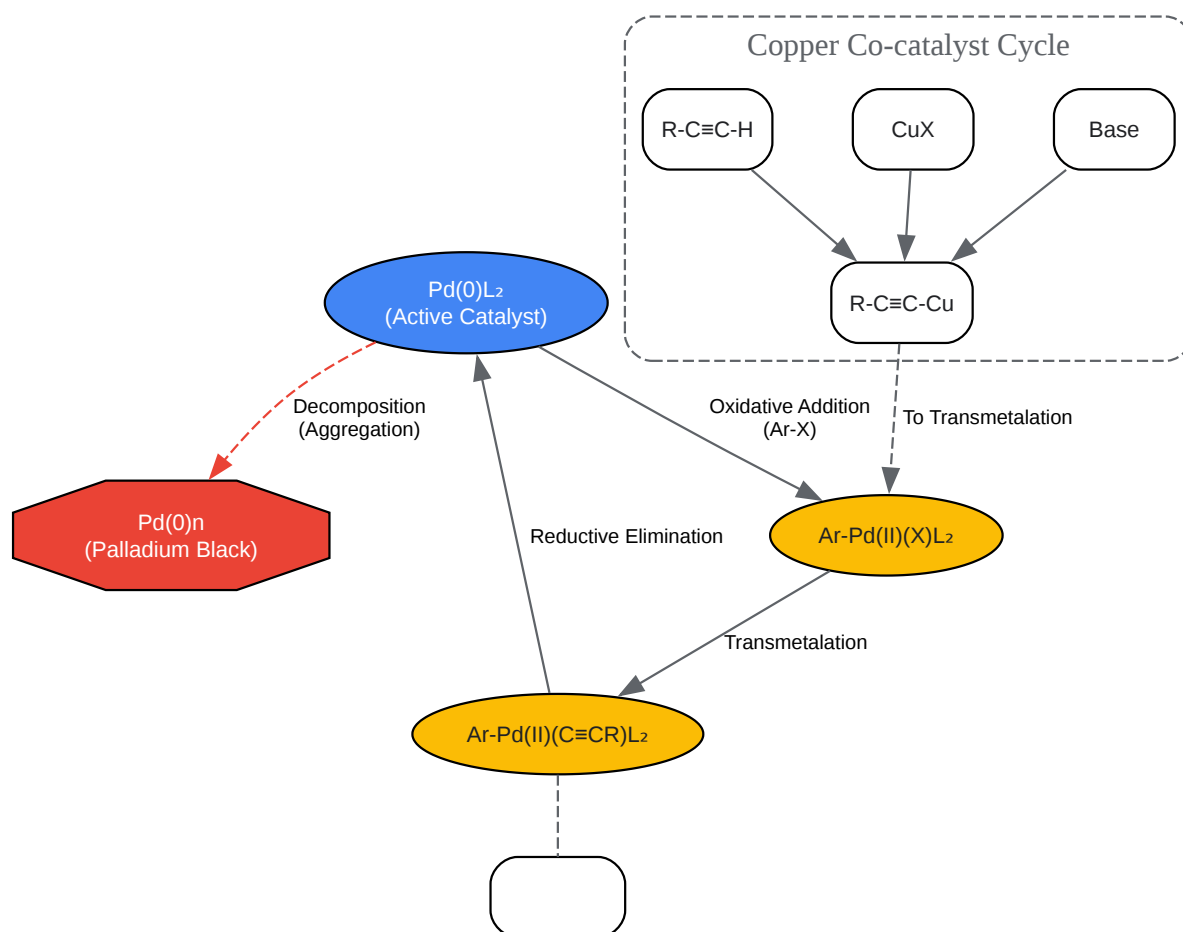 Copper Co-catalyst Cycle
R-C≡C-H
CuX
Base
R-C≡C-Cu
Pd(0)L₂
(Active Catalyst)
Decomposition
(Aggregation)
Oxidative Addition
(Ar-X)
To Transmetalation
Pd(0)n
(Palladium Black)
Reductive Elimination
Ar-Pd(II)(X)L₂
Transmetalation
Ar-Pd(II)(C≡CR)L₂